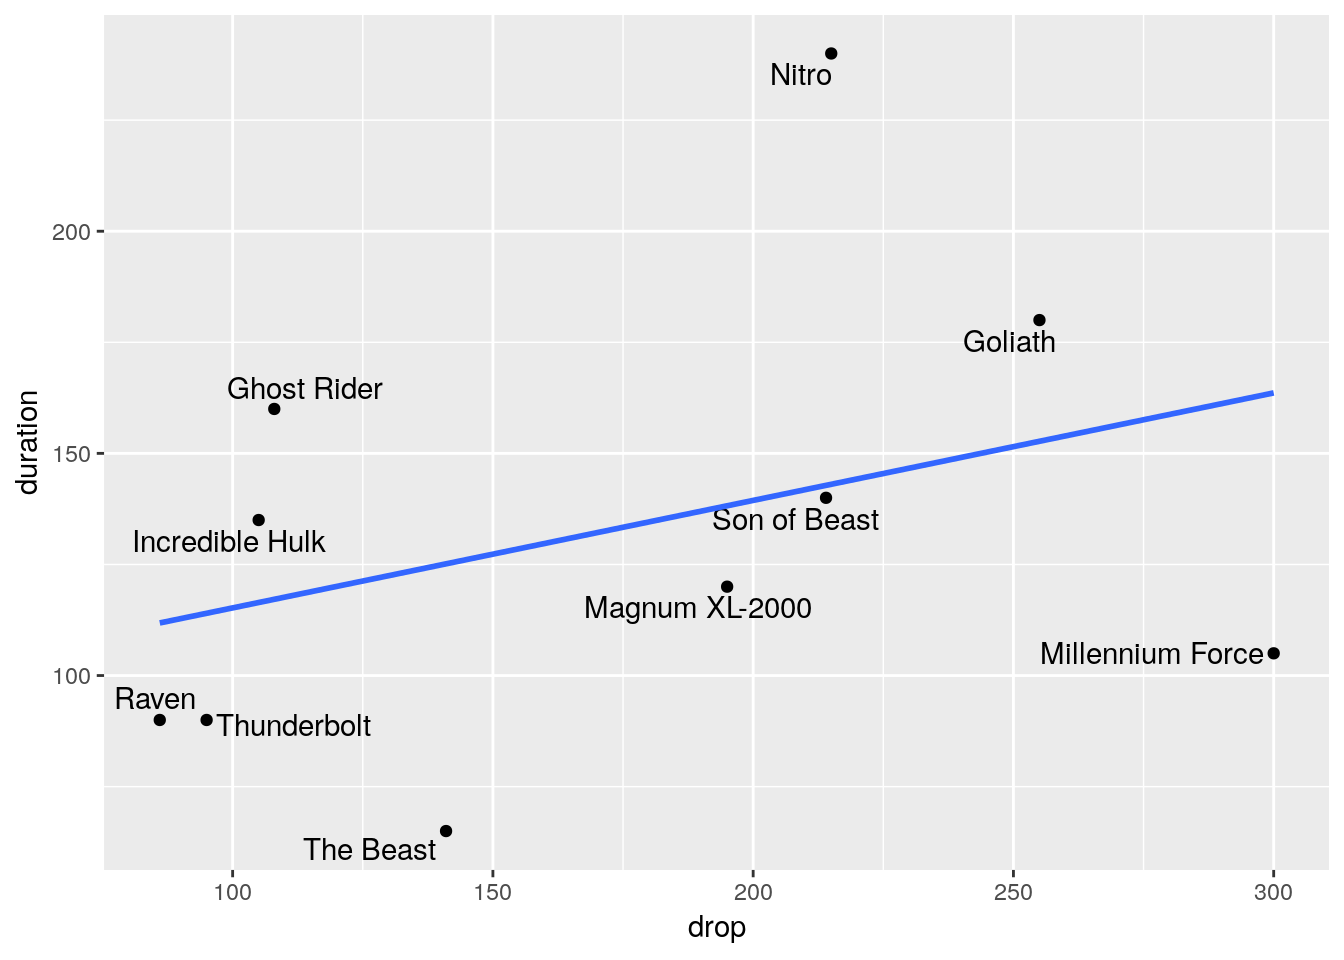 Nitro
200
Goliath
Ghost Rider
150
Son of Beast
Incredible Hulk
Magnum XL-2000
Millennium Force
100
Raven
Thunderbolt
The Beast
duration
100 150 200 250 300
drop